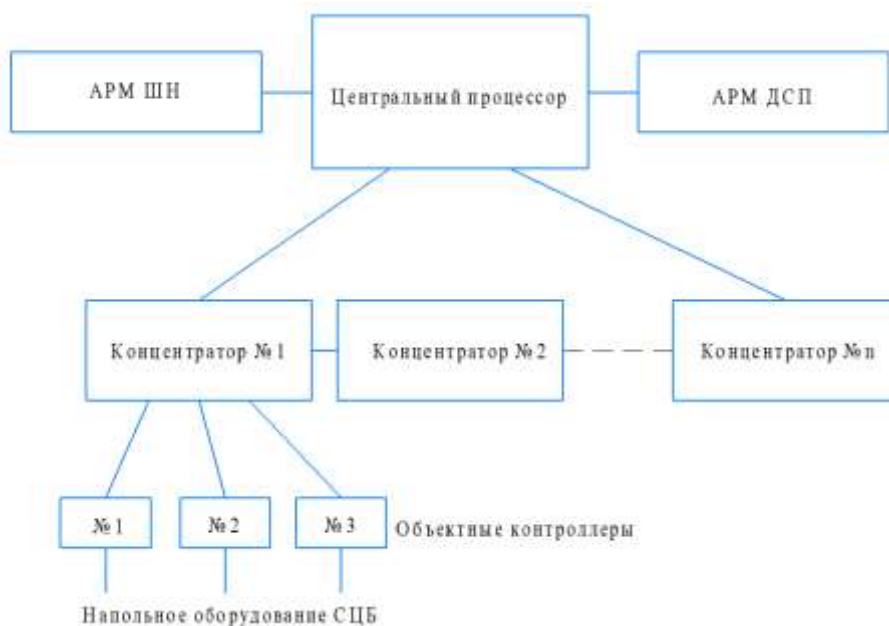 АРМ ШН
Центральный процессор
АРМ ДСП
Концентратор №1
Концентратор №2
Концентратор №n
№1
№2
№3
Объектные контроллеры
Напольное оборудование СЦБ